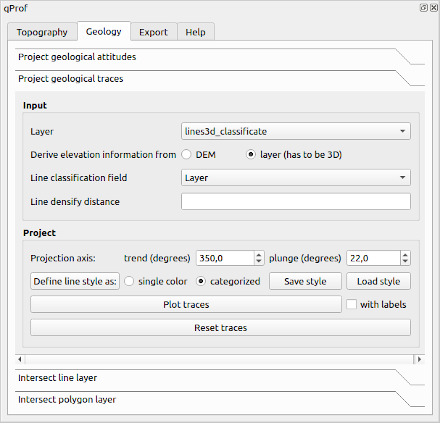 qProf
Topography Geology Export Help
Project geological attitudes
Project geological traces
Input
Layer lines3d_classificate
Derive elevation information from DEM layer (has to be 3D)
Line classification field Layer
Line densify distance
Project
Projection axis: trend (degrees) 350,0 plunge (degrees) 22,0
Define line style as: single color categorized Save style Load style
Plot traces with labels
Reset traces
Intersect line layer
Intersect polygon layer